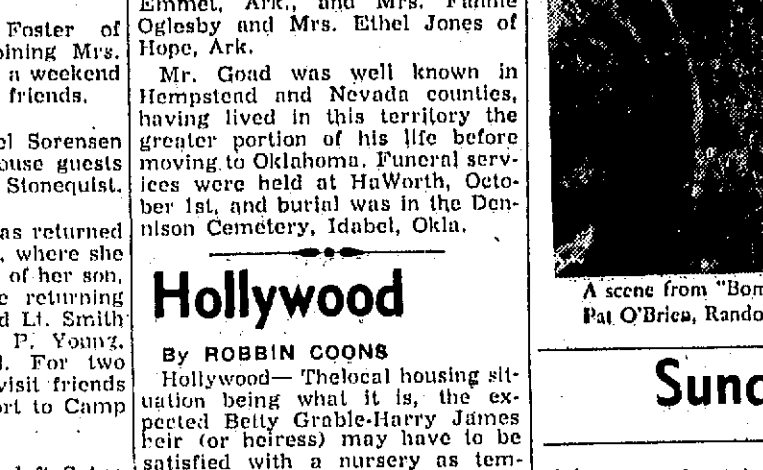 Foster of
oining Mrs.
a weekend
friends.
el Sorensen
ouse guests
Stonequist.
as returned
, where she
of her son,
e returning
d Lt. Smith
P. Young.
. For two
visit friends
ort to Camp
Emmet, Ark., and Mrs. Fannie
Oglesby and Mrs. Ethel Jones of
Hope, Ark.
Mr. Goad was well known in
Hempstead and Nevada counties,
having lived in this territory the
greater portion of his life before
moving to Oklahoma. Funeral serv-
ices were held at HaWorth, Octo-
ber 1st, and burial was in the Den-
nison Cemetery, Idabel, Okla.
Hollywood
By ROBBIN COONS
Hollywood— Thelocal housing sit-
uation being what it is, the ex-
pected Betty Grable-Harry James
heir (or heiress) may have to be
satisfied with a nursery as tem-
A scene from "Bom
Pat O'Brien, Rando
Sund